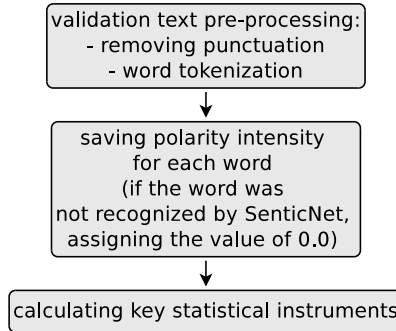 validation text pre-processing:
- removing punctuation
- word tokenization
saving polarity intensity
for each word
(if the word was
not recognized by SenticNet,
assigning the value of 0.0)
calculating key statistical instruments